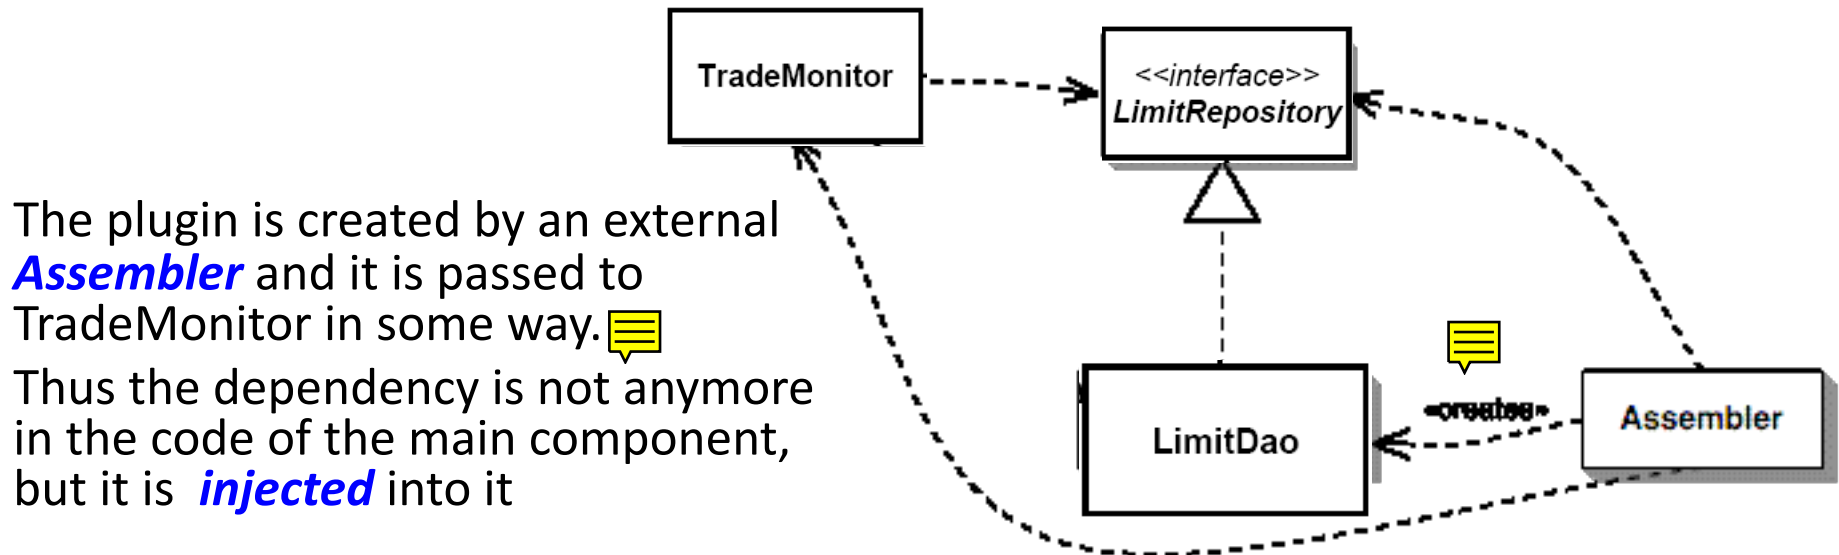 TradeMonitor
<<interface>>
LimitRepository
The plugin is created by an external
Assembler and it is passed to
TradeMonitor in some way.
Thus the dependency is not anymore
in the code of the main component,
but it is injected into it
«creates»
LimitDao
Assembler